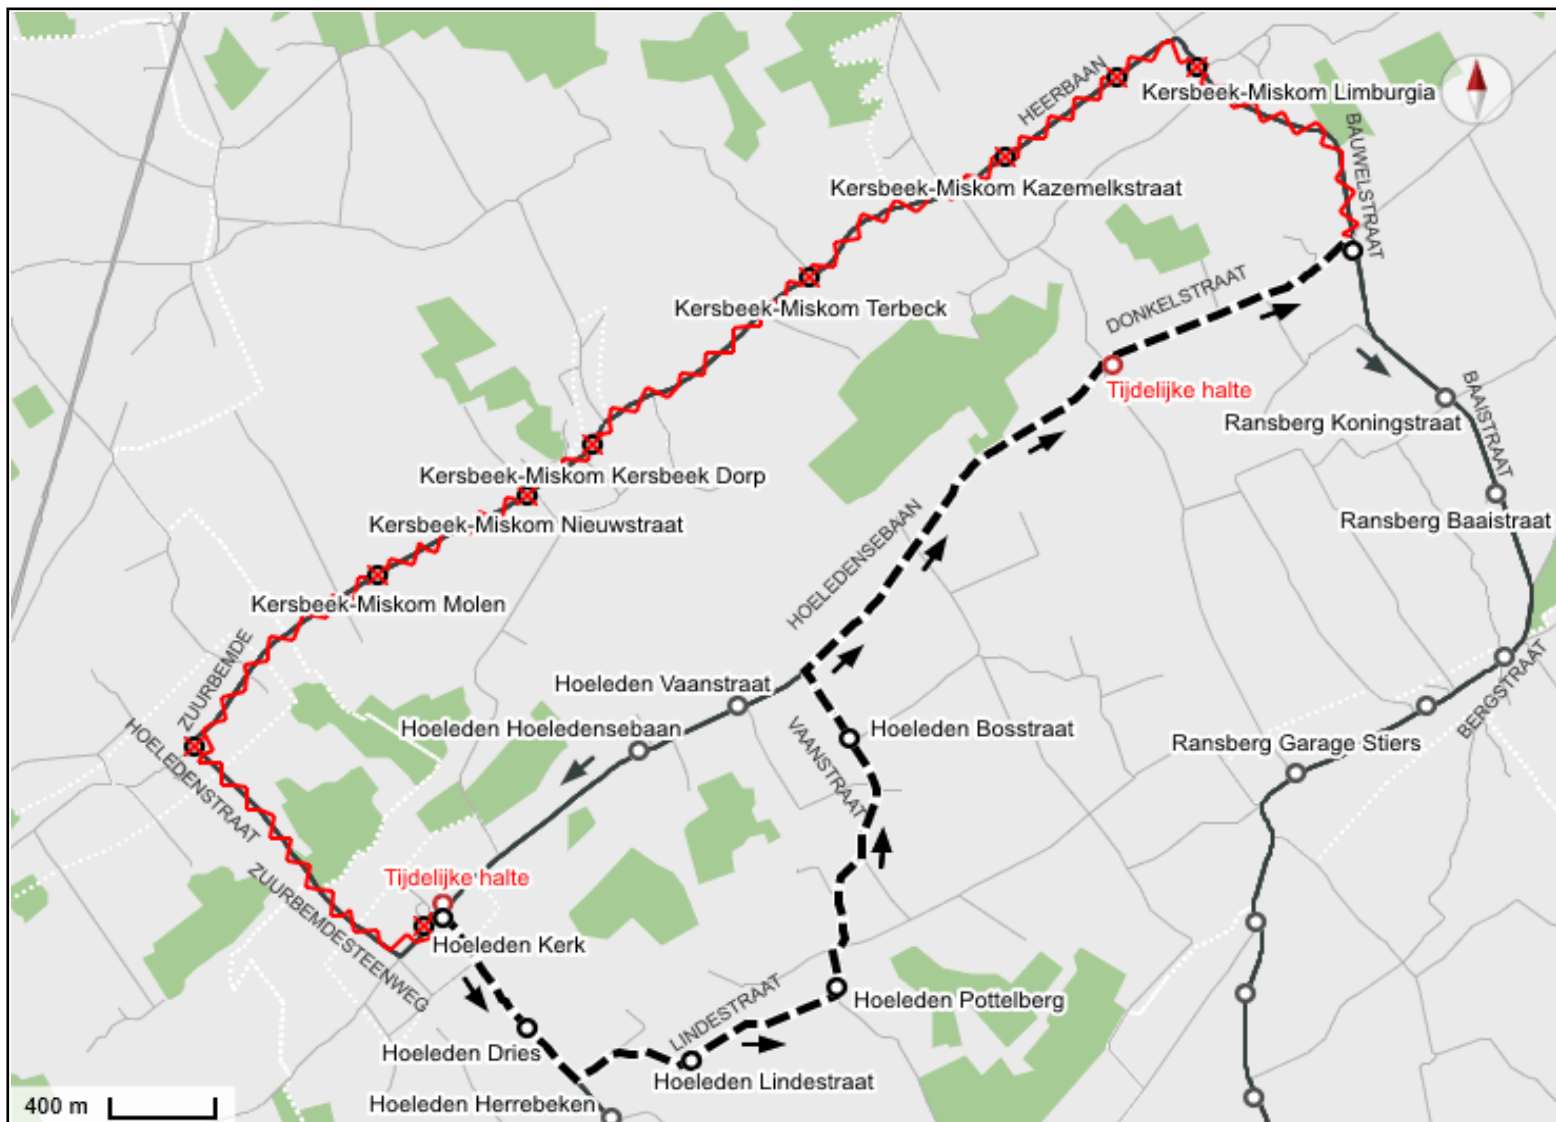 HEERBAAN
Kersbeek-Miskom Limburgia
BAUWELSTRAAT
Kersbeek-Miskom Kazemelkstraat
DONKELSTRAAT
Kersbeek-Miskom Terbeck
Tijdelijke halte
BAAISTRAAT
Ransberg Koningstraat
Kersbeek-Miskom Kersbeek Dorp
Kersbeek-Miskom Nieuwstraat
Ransberg Baaistraat
HOELEDENSEBAAN
Kersbeek-Miskom Molen
ZUURBEMDE
BERGSTRAAT
Hoeleden Vaanstraat
Hoeleden Hoeledensebaan
Hoeleden Bosstraat
VAANSTRAAT
Ransberg Garage Stiers
HOELEDENSTRAAT
Tijdelijke halte
ZUURBEMDESTEENWEG
Hoeleden Kerk
LINDESTRAAT
Hoeleden Pottelberg
Hoeleden Dries
Hoeleden Lindestraat
Hoeleden Herrebeken
400 m